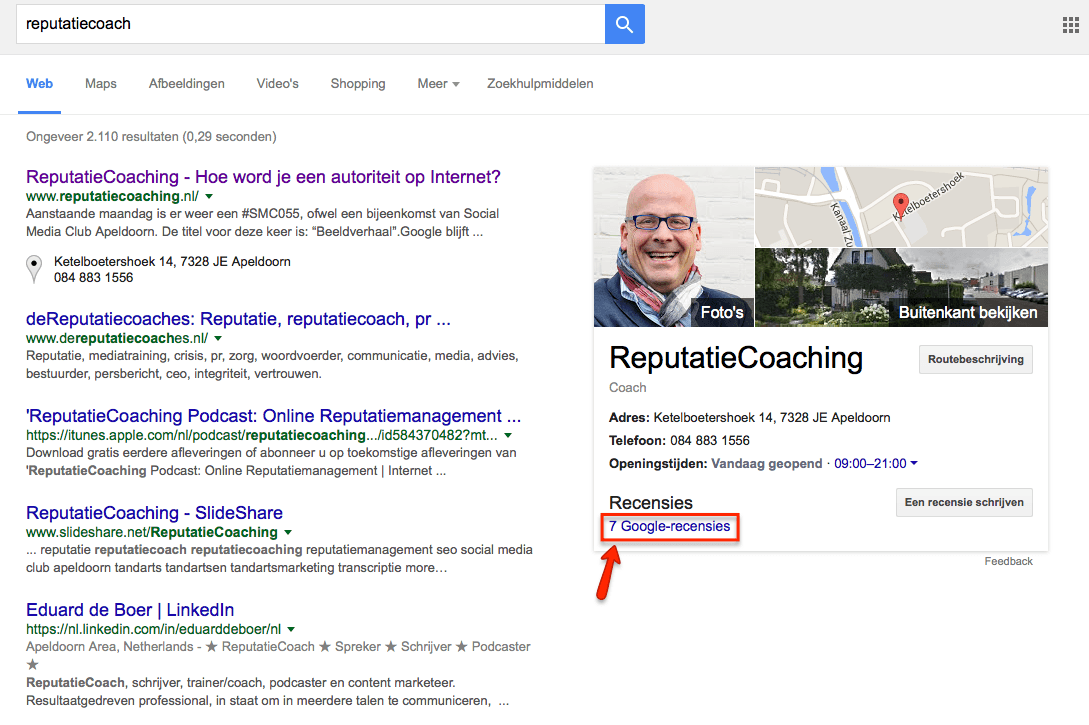 reputatiecoach
Web Maps Afbeeldingen Video's Shopping Meer Zoekhulpmiddelen
Ongeveer 2.110 resultaten (0,29 seconden)
ReputatieCoaching - Hoe word je een autoriteit op Internet?
www.reputatiecoaching.nl/
Aanstaande maandag is er weer een #SMC055, ofwel een bijeenkomst van Social
Media Club Apeldoorn. De titel voor deze keer is: “Beeldverhaal”.Google blijft ...
Ketelboetershoek 14, 7328 JE Apeldoorn
084 883 1556
deReputatiecoaches: Reputatie, reputatiecoach, pr ...
www.dereputatiecoaches.nl/
Reputatie, mediatraining, crisis, pr, zorg, woordvoerder, communicatie, media, advies,
bestuurder, persbericht, ceo, integriteit, vertrouwen.
'ReputatieCoaching Podcast: Online Reputatiemanagement ...
https://itunes.apple.com/nl/podcast/reputatiecoaching.../id584370482?mt...
Download gratis eerdere afleveringen of abonneer u op toekomstige afleveringen van
'ReputatieCoaching Podcast: Online Reputatiemanagement | Internet ...
ReputatieCoaching - SlideShare
www.slideshare.net/ReputatieCoaching
... reputatie reputatiecoach reputatiecoaching reputatiemanagement seo social media
club apeldoorn tandarts tandartsen tandartsmarketing transcriptie more…
Eduard de Boer | LinkedIn
https://nl.linkedin.com/in/eduarddeboer/nl
Apeldoorn Area, Netherlands - ★ ReputatieCoach ★ Spreker ★ Schrijver ★ Podcaster
★
ReputatieCoach, schrijver, trainer/coach, podcaster en content marketeer.
Resultaatgedreven professional, in staat om in meerdere talen te communiceren, ...
Kanaal Zu
Ketelboetershoek
Foto's
Buitenkant bekijken
ReputatieCoaching
Routebeschrijving
Coach
Adres: Ketelboetershoek 14, 7328 JE Apeldoorn
Telefoon: 084 883 1556
Openingstijden: Vandaag geopend · 09:00–21:00
Recensies
Een recensie schrijven
7 Google-recensies
Feedback